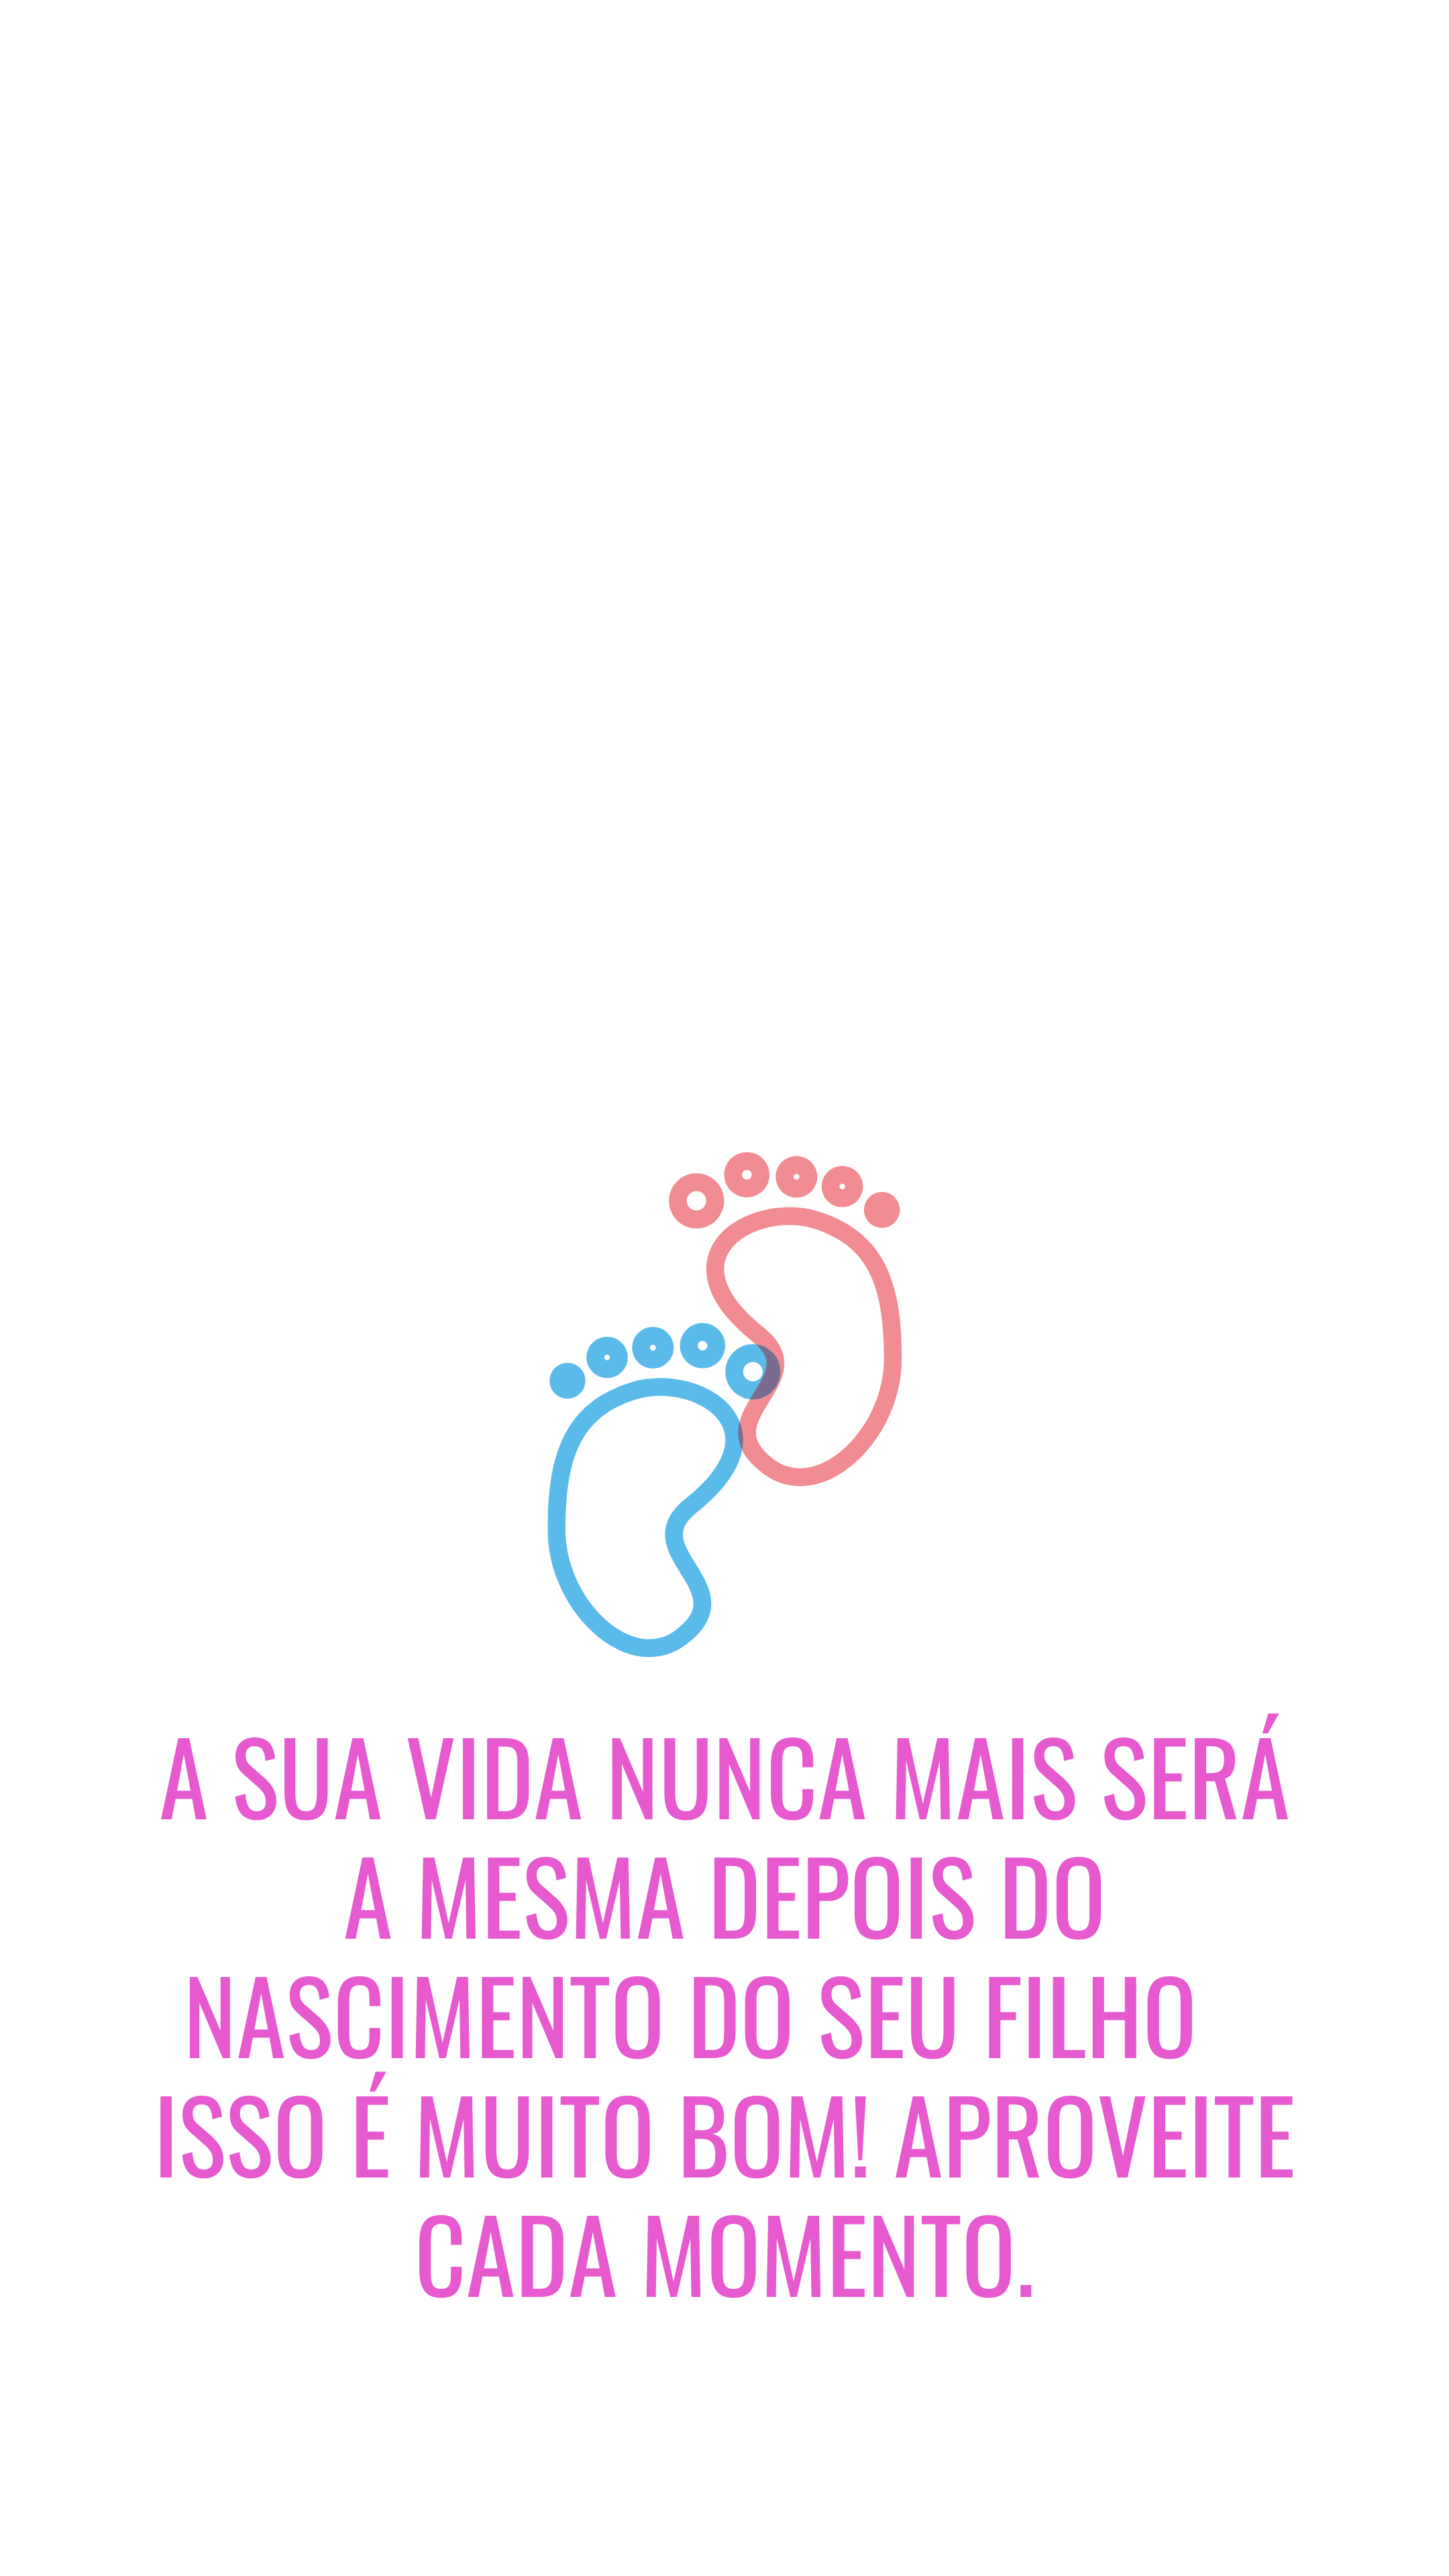 A SUA VIDA NUNCA MAIS SERÁ
A MESMA DEPOIS DO
NASCIMENTO DO SEU FILHO
ISSO É MUITO BOM! APROVEITE
CADA MOMENTO.